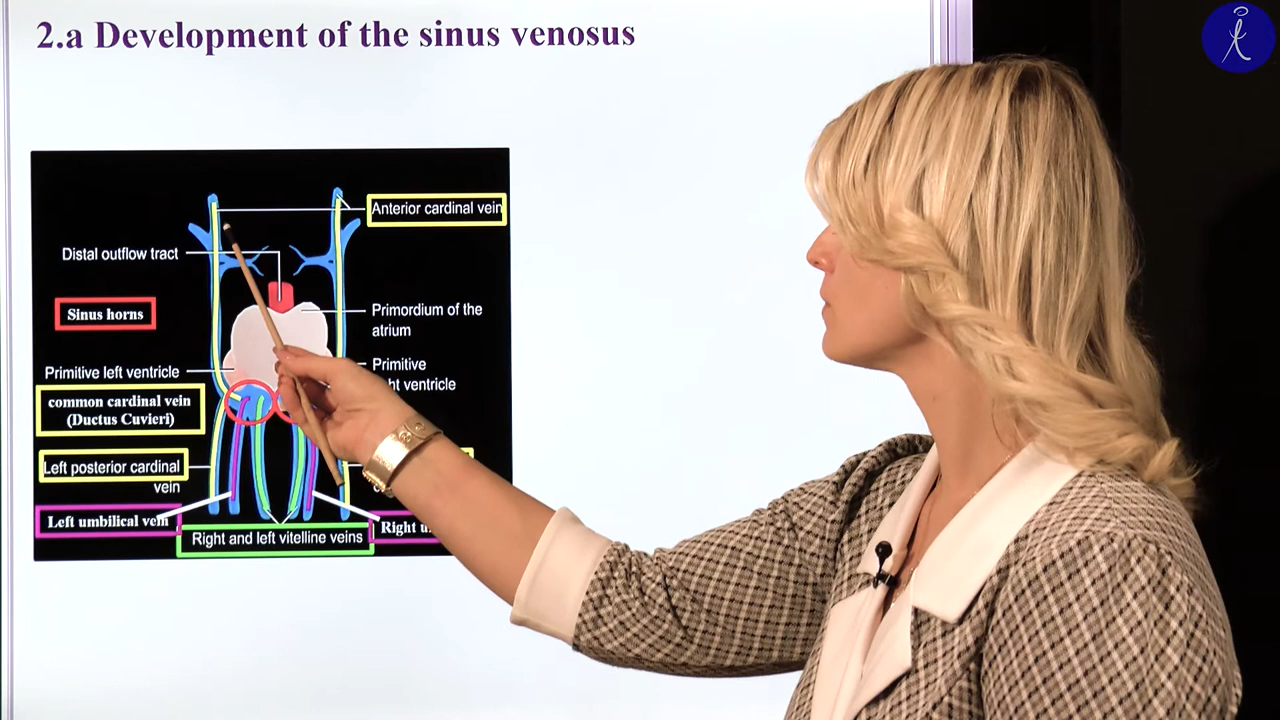 2.a Development of the sinus venosus
Anterior cardinal vein
Distal outflow tract
Sinus horns
Primordium of the
atrium
Primitive left ventricle
Primitive
ventricle
common cardinal vein
(Ductus Cuvieri)
Left posterior cardinal
vein
Left umbilical vein
Right
Right and left vitelline veins